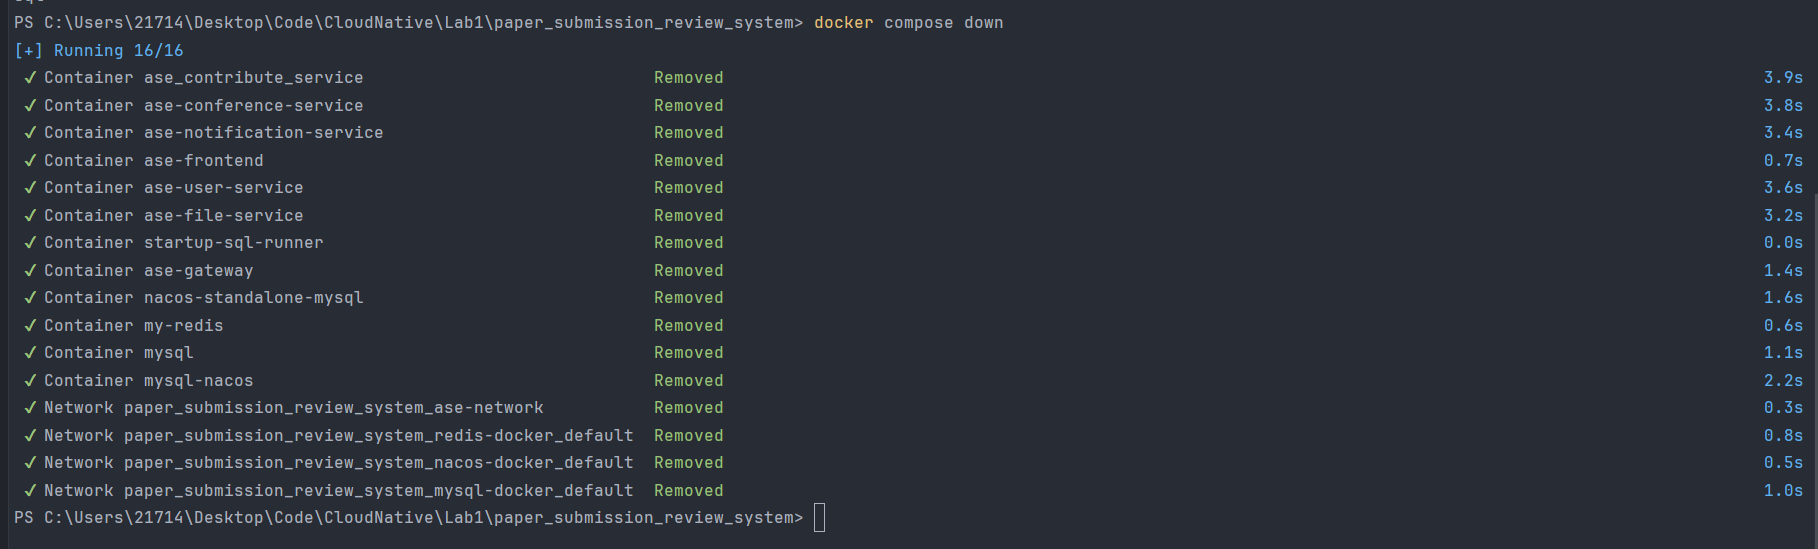 PS C:\Users\21714\Desktop\Code\CloudNative\Lab1\paper_submission_review_system> docker compose down
[+] Running 16/16
✔ Container ase_contribute_service Removed 3.9s
✔ Container ase-conference-service Removed 3.8s
✔ Container ase-notification-service Removed 3.4s
✔ Container ase-frontend Removed 0.7s
✔ Container ase-user-service Removed 3.6s
✔ Container ase-file-service Removed 3.2s
✔ Container startup-sql-runner Removed 0.0s
✔ Container ase-gateway Removed 1.4s
✔ Container nacos-standalone-mysql Removed 1.6s
✔ Container my-redis Removed 0.6s
✔ Container mysql Removed 1.1s
✔ Container mysql-nacos Removed 2.2s
✔ Network paper_submission_review_system_ase-network Removed 0.3s
✔ Network paper_submission_review_system_redis-docker_default Removed 0.8s
✔ Network paper_submission_review_system_nacos-docker_default Removed 0.5s
✔ Network paper_submission_review_system_mysql-docker_default Removed 1.0s
PS C:\Users\21714\Desktop\Code\CloudNative\Lab1\paper_submission_review_system>